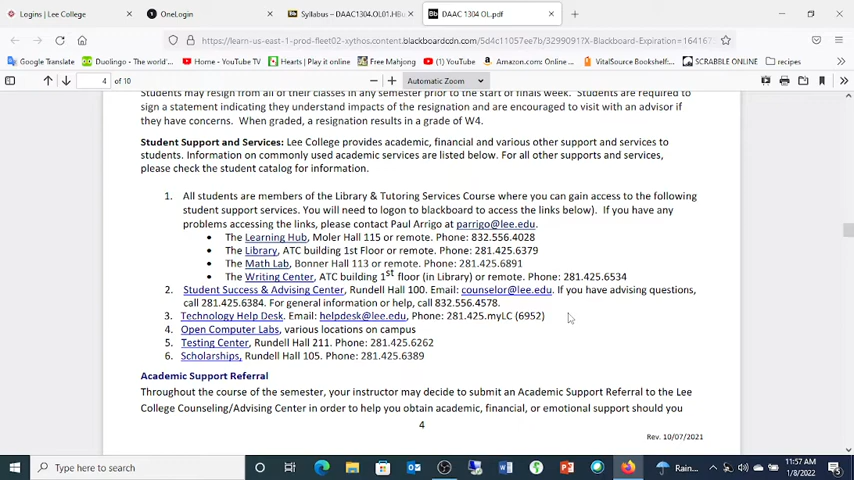 Logins | Lee College
OneLogin
Syllabus – DAAC1304.OL01.HBu
DAAC 1304 OL.pdf
https://learn-us-east-1-prod-fleet02-xythos.content.blackboardcdn.com/5d4c11057ee7b/3299091?X-Blackboard-Expiration=16416
Google Translate
Duolingo - The world'...
Home - YouTube TV
Hearts | Play it online
Free Mahjong
(1) YouTube
Amazon.com: Online...
VitalSource Bookshelf:...
SCRABBLE ONLINE
recipes
4 of 10
Automatic Zoom
Students may resign from all of their classes in any semester prior to the start of finals week. Students are required to
sign a statement indicating they understand impacts of the resignation and are encouraged to visit with an advisor if
they have concerns. When graded, a resignation results in a grade of W4.
Student Support and Services: Lee College provides academic, financial and various other support and services to
students. Information on commonly used academic services are listed below. For all other supports and services,
please check the student catalog for information.
1. All students are members of the Library & Tutoring Services Course where you can gain access to the following
student support services. You will need to logon to blackboard to access the links below). If you have any
problems accessing the links, please contact Paul Arrigo at parrigo@lee.edu.
• The Learning Hub, Moler Hall 115 or remote. Phone: 832.556.4028
• The Library, ATC building 1st Floor or remote. Phone: 281.425.6379
• The Math Lab, Bonner Hall 113 or remote. Phone: 281.425.6891
• The Writing Center, ATC building 1st floor (in Library) or remote. Phone: 281.425.6534
2. Student Success & Advising Center, Rundell Hall 100. Email: counselor@lee.edu. If you have advising questions,
call 281.425.6384. For general information or help, call 832.556.4578.
3. Technology Help Desk. Email: helpdesk@lee.edu, Phone: 281.425.myLC (6952)
4. Open Computer Labs, various locations on campus
5. Testing Center, Rundell Hall 211. Phone: 281.425.6262
6. Scholarships, Rundell Hall 105. Phone: 281.425.6389
Academic Support Referral
Throughout the course of the semester, your instructor may decide to submit an Academic Support Referral to the Lee
College Counseling/Advising Center in order to help you obtain academic, financial, or emotional support should you
4
Rev. 10/07/2021
Type here to search
Rain...
11:57 AM
1/8/2022